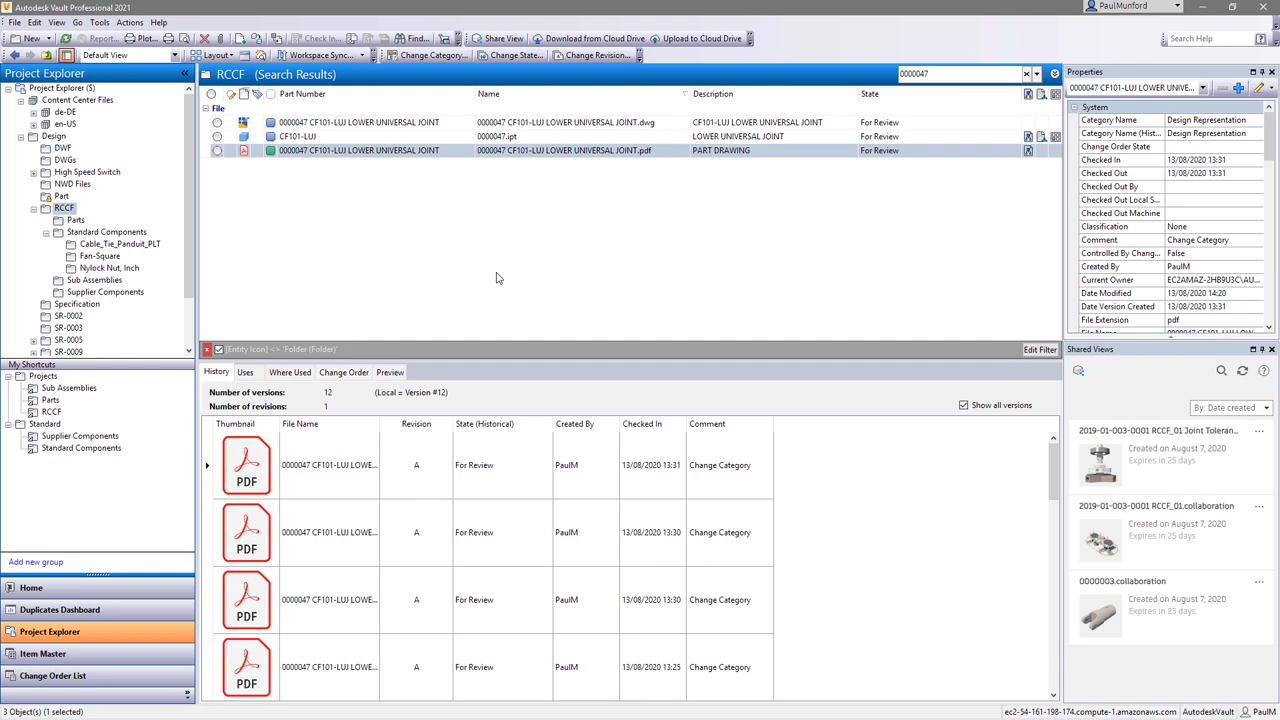 Autodesk Vault Professional 2021
PaulMunford
File Edit View Go Tools Actions Help
New Plot... Check In... Find... Share View Download from Cloud Drive Upload to Cloud Drive
Search Help
Default View Layout Workspace Sync... Change Category... Change State... Change Revision...
Project Explorer
Project Explorer ($)
Content Center Files
de-DE
en-US
Design
DWF
DWGs
High Speed Switch
NWD Files
Part
RCCF
Parts
Standard Components
Cable_Tie_Panduit_PLT
Fan-Square
Nylock Nut, Inch
Sub Assemblies
Supplier Components
Specification
SR-0002
SR-0003
SR-0005
SR-0009
My Shortcuts
Projects
Sub Assemblies
Parts
RCCF
Standard
Supplier Components
Standard Components
Add new group
Home
Duplicates Dashboard
Project Explorer
Item Master
Change Order List
RCCF (Search Results)
0000047
Part Number Name Description State
File
0000047 CF101-LUJ LOWER UNIVERSAL JOINT 0000047 CF101-LUJ LOWER UNIVERSAL JOINT.dwg CF101-LUJ LOWER UNIVERSAL JOINT For Review
CF101-LUJ 0000047.ipt LOWER UNIVERSAL JOINT For Review
0000047 CF101-LUJ LOWER UNIVERSAL JOINT 0000047 CF101-LUJ LOWER UNIVERSAL JOINT.pdf PART DRAWING For Review
[Entity Icon] <> 'Folder (Folder)'
Edit Filter
History Uses Where Used Change Order Preview
Number of versions: 12 (Local = Version #12)
Number of revisions: 1
Show all versions
Thumbnail File Name Revision State (Historical) Created By Checked In Comment
PDF 0000047 CF101-LUJ LOWE... A For Review PaulM 13/08/2020 13:31 Change Category
PDF 0000047 CF101-LUJ LOWE... A For Review PaulM 13/08/2020 13:30 Change Category
PDF 0000047 CF101-LUJ LOWE... A For Review PaulM 13/08/2020 13:30 Change Category
PDF 0000047 CF101-LUJ LOWE... A For Review PaulM 13/08/2020 13:25 Change Category
Properties
0000047 CF101-LUJ LOWER UNIVE...
System
Category Name Design Representation
Category Name (His... Design Representation
Change Order State
Checked In 13/08/2020 13:31
Checked Out 13/08/2020 13:31
Checked Out By
Checked Out Local S...
Checked Out Machine
Classification None
Comment Change Category
Controlled By Chang... False
Created By PaulM
Current Owner EC2AMAZ-2HB9U3C\AU...
Date Modified 13/08/2020 14:20
Date Version Created 13/08/2020 13:31
File Extension pdf
Shared Views
By: Date created
2019-01-003-0001 RCCF_01 Joint Toleran...
Created on August 7, 2020
Expires in 25 days
2019-01-003-0001 RCCF_01.collaboration
Created on August 7, 2020
Expires in 25 days
0000003.collaboration
Created on August 7, 2020
Expires in 25 days
3 Object(s) (1 selected)
ec2-54-161-198-174.compute-1.amazonaws.com AutodeskVault PaulM